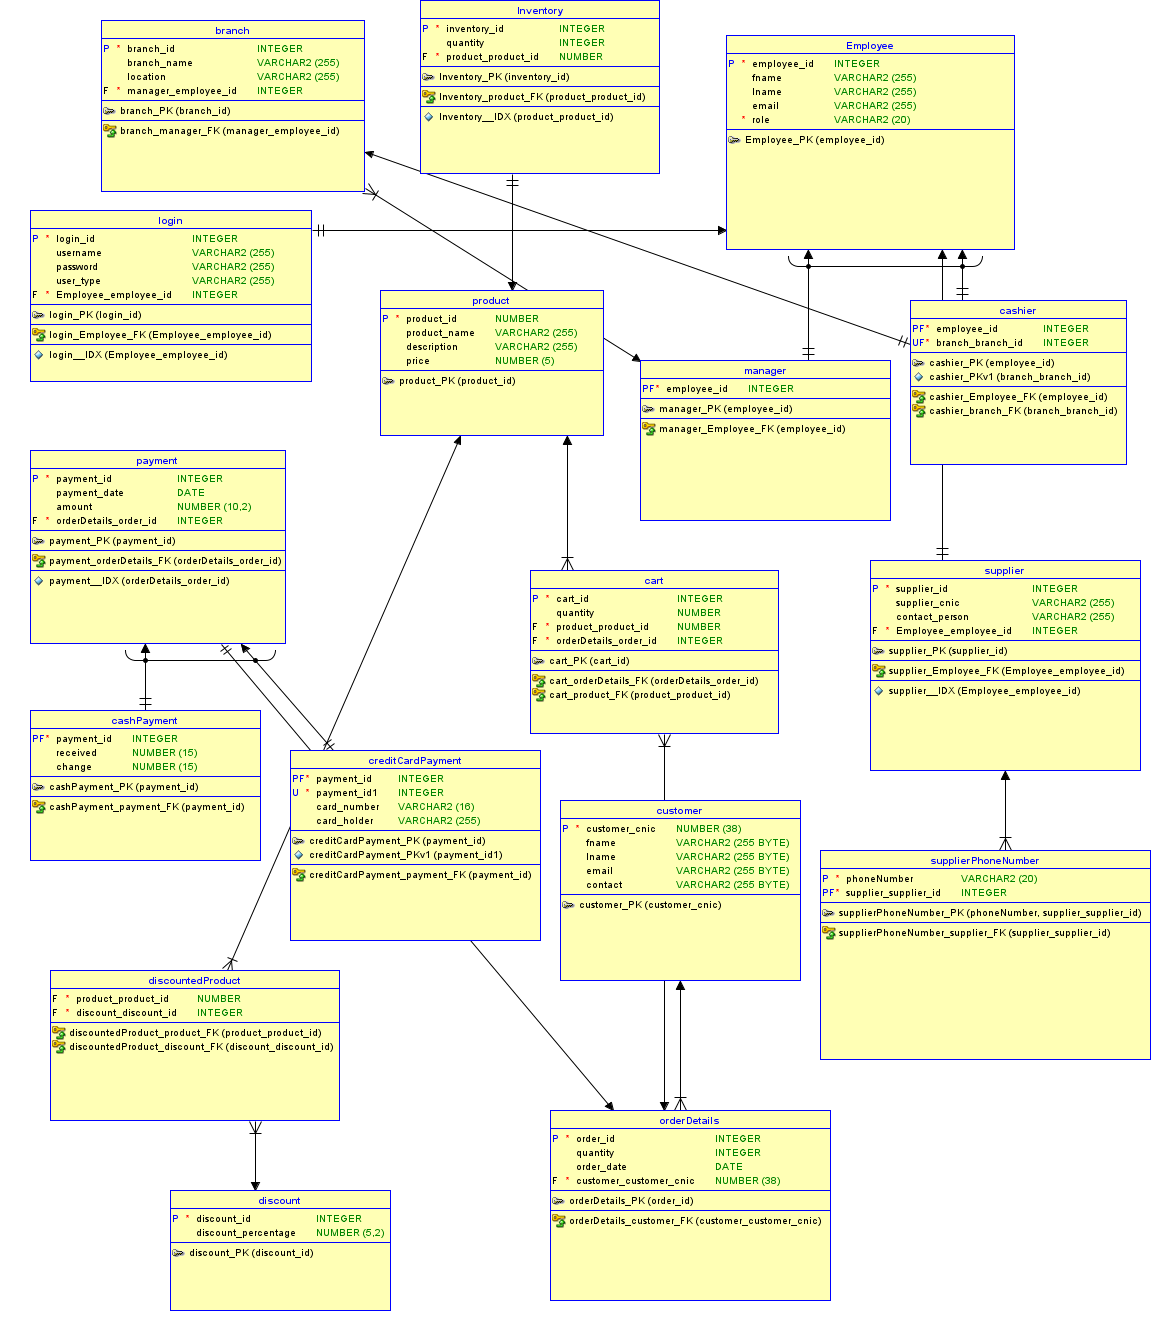 branch
P * branch_id INTEGER
branch_name VARCHAR2 (255)
location VARCHAR2 (255)
F * manager_employee_id INTEGER
branch_PK (branch_id)
branch_manager_FK (manager_employee_id)
Inventory
P * inventory_id INTEGER
quantity INTEGER
F * product_product_id NUMBER
Inventory_PK (inventory_id)
Inventory_product_FK (product_product_id)
Inventory__IDX (product_product_id)
Employee
P * employee_id INTEGER
fname VARCHAR2 (255)
lname VARCHAR2 (255)
email VARCHAR2 (255)
* role VARCHAR2 (20)
Employee_PK (employee_id)
login
P * login_id INTEGER
username VARCHAR2 (255)
password VARCHAR2 (255)
user_type VARCHAR2 (255)
F * Employee_employee_id INTEGER
login_PK (login_id)
login_Employee_FK (Employee_employee_id)
login__IDX (Employee_employee_id)
product
P * product_id NUMBER
product_name VARCHAR2 (255)
description VARCHAR2 (255)
price NUMBER (5)
product_PK (product_id)
cashier
PF* employee_id INTEGER
UF* branch_branch_id INTEGER
cashier_PK (employee_id)
cashier_PKv1 (branch_branch_id)
cashier_Employee_FK (employee_id)
cashier_branch_FK (branch_branch_id)
manager
PF* employee_id INTEGER
manager_PK (employee_id)
manager_Employee_FK (employee_id)
payment
P * payment_id INTEGER
payment_date DATE
amount NUMBER (10,2)
F * orderDetails_order_id INTEGER
payment_PK (payment_id)
payment_orderDetails_FK (orderDetails_order_id)
payment__IDX (orderDetails_order_id)
cart
P * cart_id INTEGER
quantity NUMBER
F * product_product_id NUMBER
F * orderDetails_order_id INTEGER
cart_PK (cart_id)
cart_orderDetails_FK (orderDetails_order_id)
cart_product_FK (product_product_id)
supplier
P * supplier_id INTEGER
supplier_cnic VARCHAR2 (255)
contact_person VARCHAR2 (255)
F * Employee_employee_id INTEGER
supplier_PK (supplier_id)
supplier_Employee_FK (Employee_employee_id)
supplier__IDX (Employee_employee_id)
cashPayment
PF* payment_id INTEGER
received NUMBER (15)
change NUMBER (15)
cashPayment_PK (payment_id)
cashPayment_payment_FK (payment_id)
creditCardPayment
PF* payment_id INTEGER
U * payment_id1 INTEGER
card_number VARCHAR2 (16)
card_holder VARCHAR2 (255)
creditCardPayment_PK (payment_id)
creditCardPayment_PKv1 (payment_id1)
creditCardPayment_payment_FK (payment_id)
customer
P * customer_cnic NUMBER (38)
fname VARCHAR2 (255 BYTE)
lname VARCHAR2 (255 BYTE)
email VARCHAR2 (255 BYTE)
contact VARCHAR2 (255 BYTE)
customer_PK (customer_cnic)
supplierPhoneNumber
P * phoneNumber VARCHAR2 (20)
PF* supplier_supplier_id INTEGER
supplierPhoneNumber_PK (phoneNumber, supplier_supplier_id)
supplierPhoneNumber_supplier_FK (supplier_supplier_id)
discountedProduct
F * product_product_id NUMBER
F * discount_discount_id INTEGER
discountedProduct_product_FK (product_product_id)
discountedProduct_discount_FK (discount_discount_id)
orderDetails
P * order_id INTEGER
quantity INTEGER
order_date DATE
F * customer_customer_cnic NUMBER (38)
orderDetails_PK (order_id)
orderDetails_customer_FK (customer_customer_cnic)
discount
P * discount_id INTEGER
discount_percentage NUMBER (5,2)
discount_PK (discount_id)